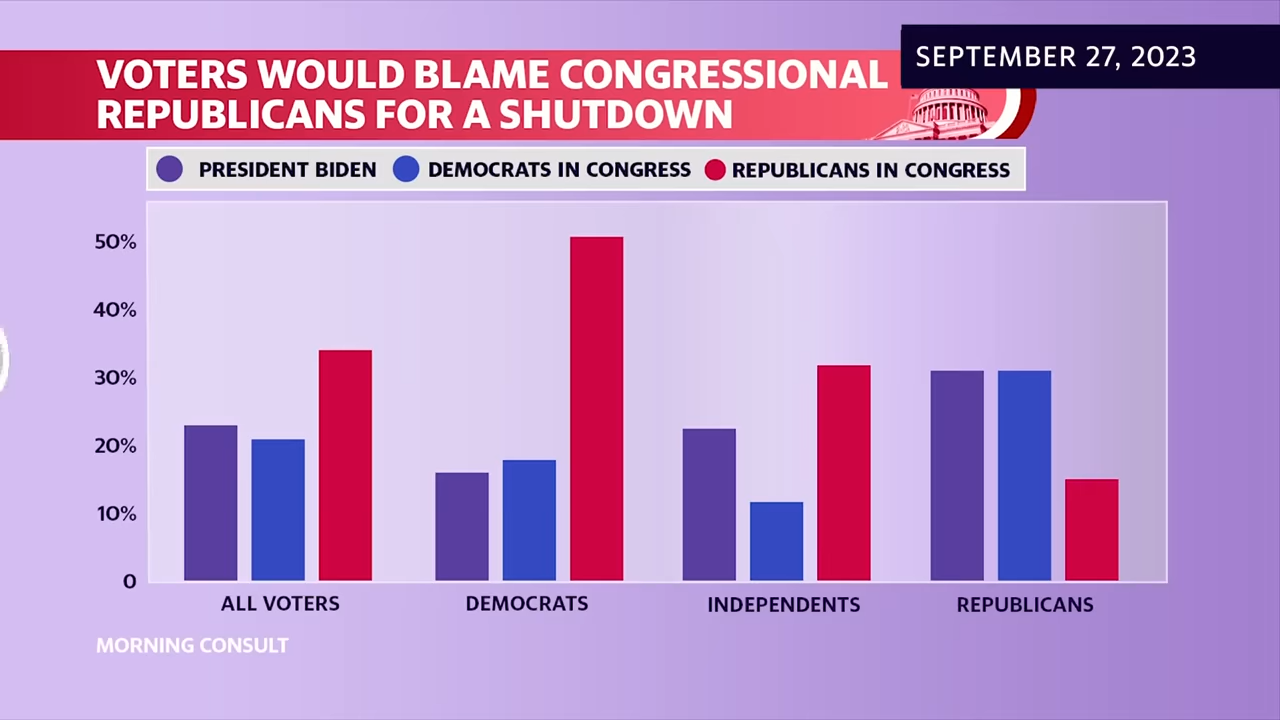 SEPTEMBER 27, 2023
VOTERS WOULD BLAME CONGRESSIONAL
REPUBLICANS FOR A SHUTDOWN
PRESIDENT BIDEN DEMOCRATS IN CONGRESS REPUBLICANS IN CONGRESS
50%
40%
30%
20%
10%
0
ALL VOTERS DEMOCRATS INDEPENDENTS REPUBLICANS
MORNING CONSULT